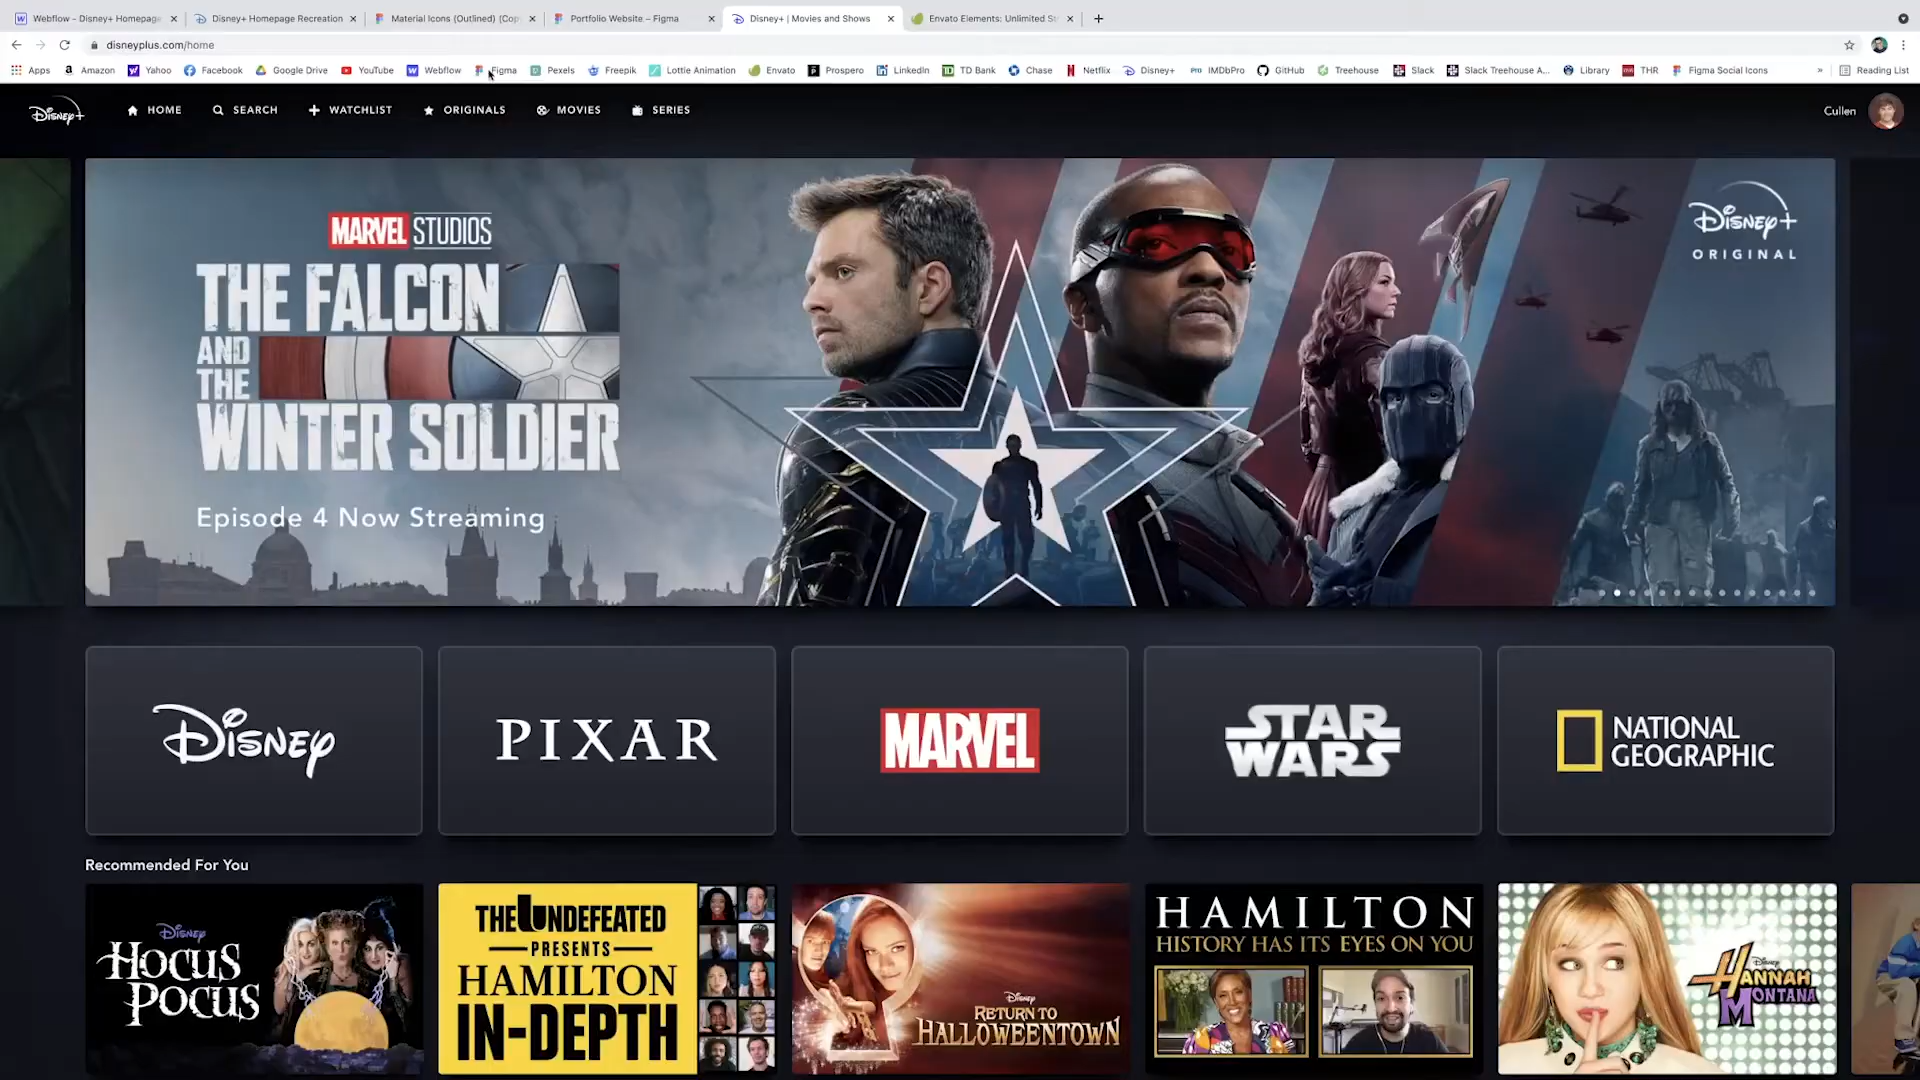 Webflow - Disney+ Homepage
Disney+ Homepage Recreation
Material Icons (Outlined) (Cop
Portfolio Website – Figma
Disney+ | Movies and Shows
Envato Elements: Unlimited St
disneyplus.com/home
Apps
Amazon
Yahoo
Facebook
Google Drive
YouTube
Webflow
Figma
Pexels
Freepik
Lottie Animation
Envato
Prospero
LinkedIn
TD Bank
Chase
Netflix
Disney+
IMDbPro
GitHub
Treehouse
Slack
Slack Treehouse A...
Library
THR
Figma Social Icons
»
Reading List
Disney+
HOME
SEARCH
WATCHLIST
ORIGINALS
MOVIES
SERIES
Cullen
MARVEL STUDIOS
THE FALCON
AND
THE
WINTER SOLDIER
Episode 4 Now Streaming
Disney+
ORIGINAL
Disney
PIXAR
MARVEL
STAR
WARS
NATIONAL
GEOGRAPHIC
Recommended For You
Disney
HOCUS
POCUS
THE UNDEFEATED
PRESENTS
HAMILTON
IN-DEPTH
Disney
RETURN TO
HALLOWEENTOWN
HAMILTON
HISTORY HAS ITS EYES ON YOU
Disney
HANNAH
MONTANA